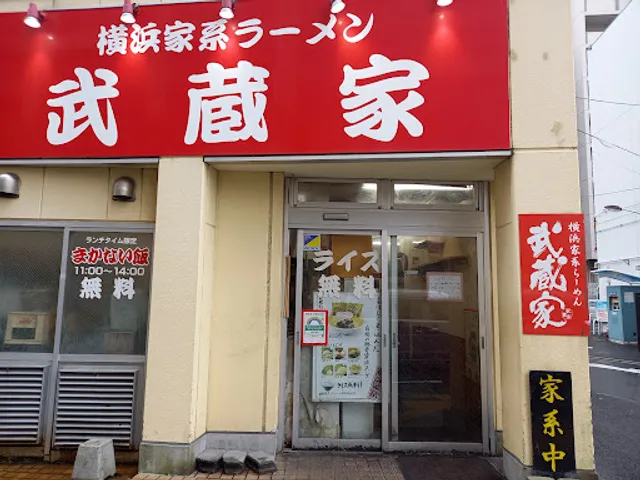 横浜家系ラーメン
武蔵家
ランチタイム限定
まかない飯
11:00～14:00
無料
ライス
無料
横浜家系らーめん
武蔵家
家系中